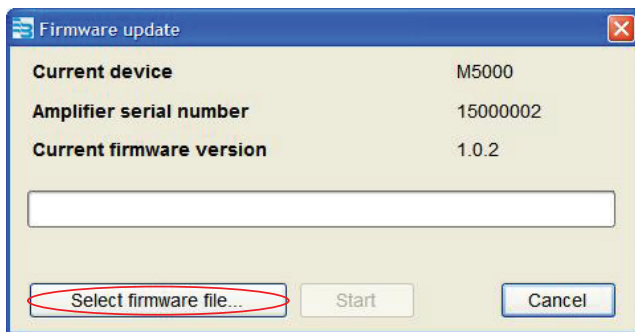 Firmware update
Current device M5000
Amplifier serial number 15000002
Current firmware version 1.0.2
Select firmware file... Start Cancel